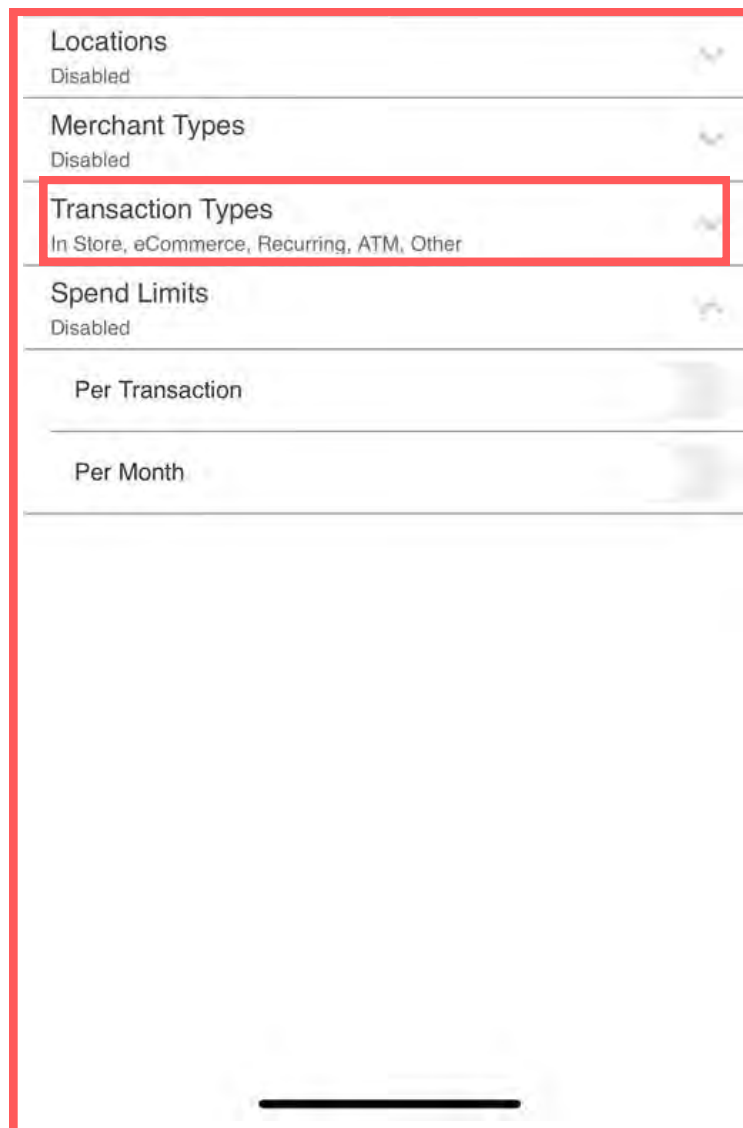 Locations
Disabled
Merchant Types
Disabled
Transaction Types
In Store, eCommerce, Recurring, ATM, Other
Spend Limits
Disabled
Per Transaction
Per Month